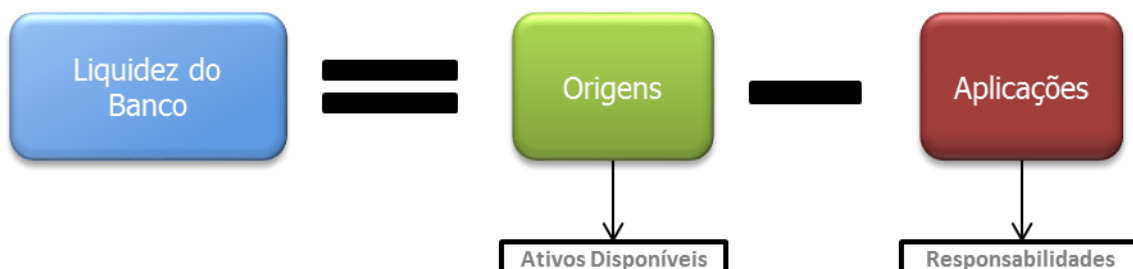 Liquidez do
Banco
Origens
Aplicações
Ativos Disponíveis
Responsabilidades